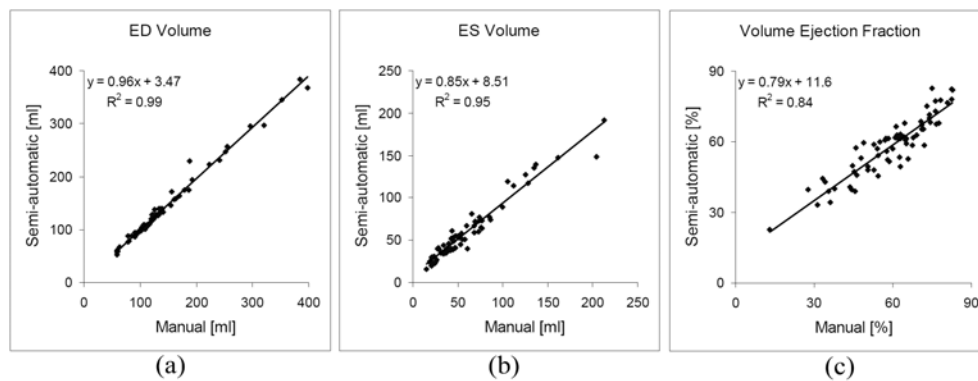 ED Volume
y = 0.96x + 3.47
R² = 0.99
400
300
200
100
0
Semi-automatic [ml]
0 100 200 300 400
Manual [ml]
(a)
ES Volume
y = 0.85x + 8.51
R² = 0.95
250
200
150
100
50
0
Semi-automatic [ml]
0 50 100 150 200 250
Manual [ml]
(b)
Volume Ejection Fraction
y = 0.79x + 11.6
R² = 0.84
90
60
30
0
Semi-automatic [%]
0 30 60 90
Manual [%]
(c)